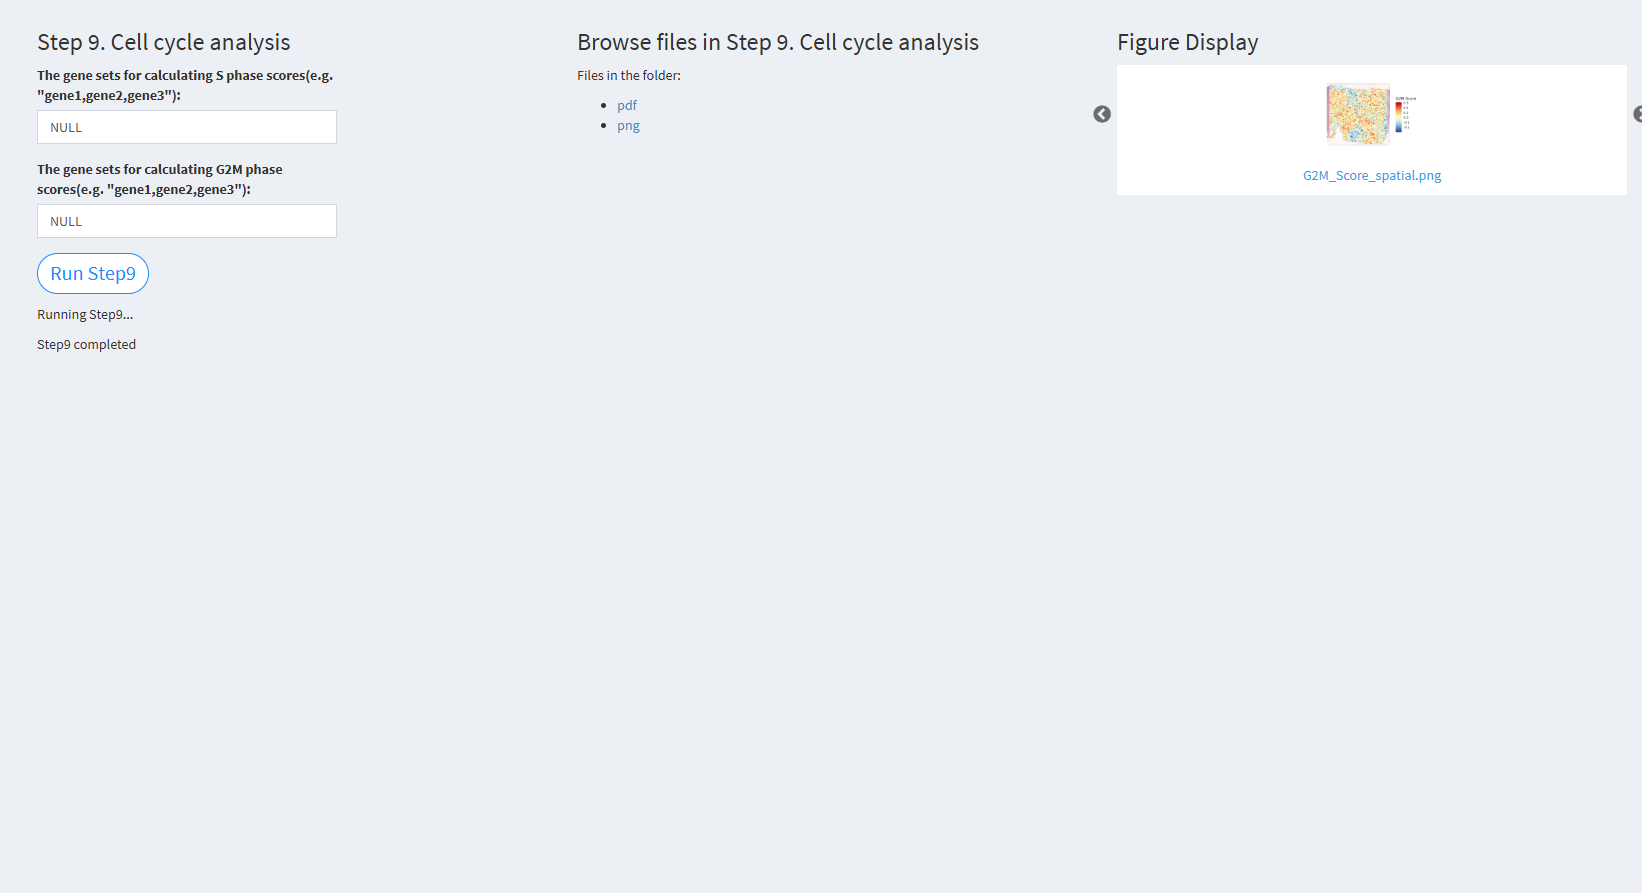 Step 9. Cell cycle analysis
The gene sets for calculating S phase scores(e.g.
"gene1,gene2,gene3"):
NULL
The gene sets for calculating G2M phase
scores(e.g. "gene1,gene2,gene3"):
NULL
Run Step9
Running Step9...
Step9 completed
Browse files in Step 9. Cell cycle analysis
Files in the folder:
pdf
png
Figure Display
G2M Score
G2M_Score_spatial.png